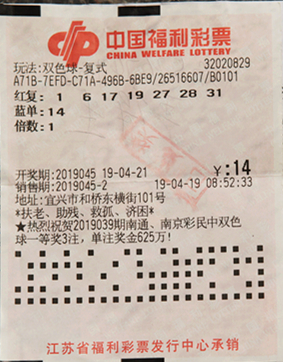 中国福利彩票
CHINA WELFARE LOTTERY
玩法:双色球-复式 32020829
A71B-7EFD-C71A-496B-6BE9/26516607/B0101
红复: 1 6 17 19 27 28 31
蓝单:14
倍数:1
开奖期:2019045 19-04-21 ¥:14
销售期:2019045-2 19-04-19 08:52:33
地址:宜兴市和桥东横街101号
*扶老、助残、救孤、济困*
★热烈祝贺2019039期南通、南京彩民中双色
球一等奖3注,单注奖金625万!
江苏省福利彩票发行中心承销